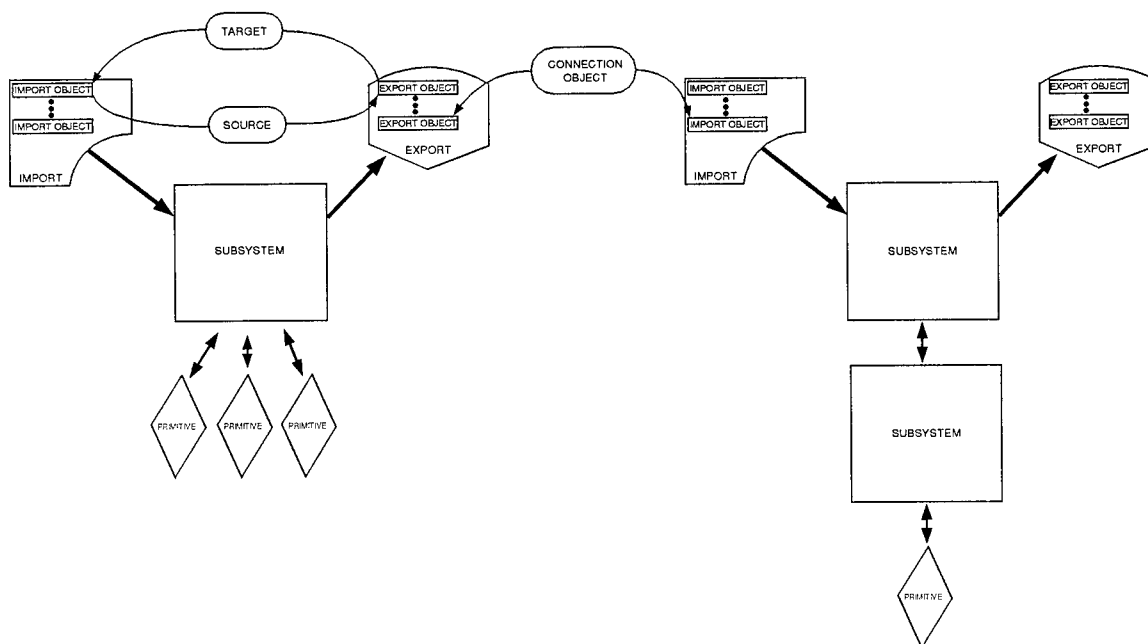 TARGET
CONNECTION
OBJECT
IMPORT OBJECT
IMPORT OBJECT
IMPORT
SOURCE
EXPORT OBJECT
EXPORT OBJECT
EXPORT
IMPORT OBJECT
IMPORT OBJECT
IMPORT
EXPORT OBJECT
EXPORT OBJECT
EXPORT
SUBSYSTEM
SUBSYSTEM
PRIMITIVE
PRIMITIVE
PRIMITIVE
SUBSYSTEM
PRIMITIVE